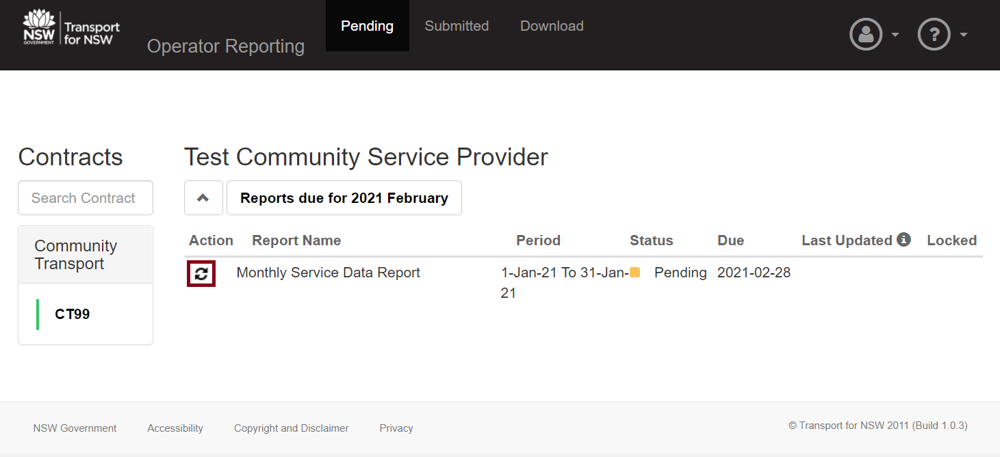 NSW
GOVERNMENT
Transport
for NSW
Operator Reporting
Pending
Submitted
Download
?
Contracts
Search Contract
Community
Transport
CT99
Test Community Service Provider
Reports due for 2021 February
Action Report Name Period Status Due Last Updated i Locked
Monthly Service Data Report 1-Jan-21 To 31-Jan- Pending 2021-02-28
21
NSW Government Accessibility Copyright and Disclaimer Privacy
© Transport for NSW 2011 (Build 1.0.3)